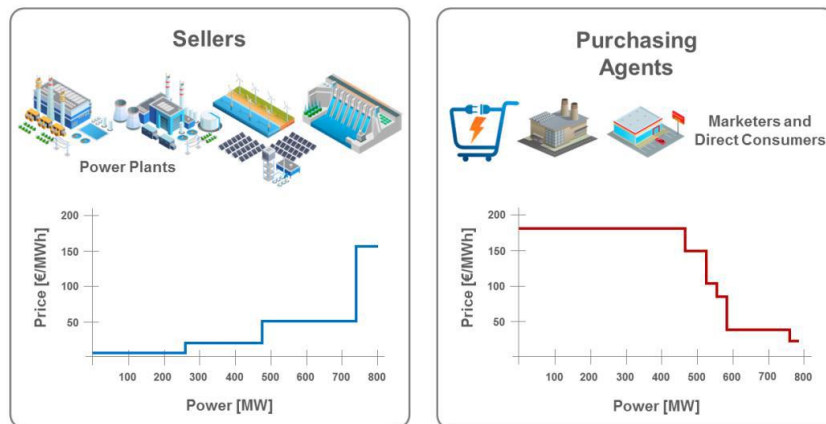 Sellers
Power Plants
Price [€/MWh]
200
150
100
50
100 200 300 400 500 600 700 800
Power [MW]
Purchasing
Agents
Marketers and
Direct Consumers
Price [€/MWh]
200
150
100
50
100 200 300 400 500 600 700 800
Power [MW]